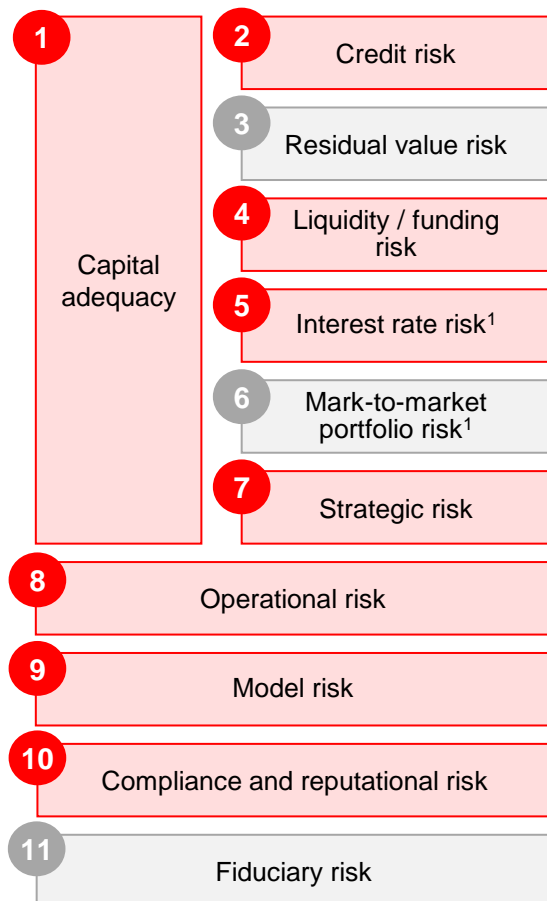 1
Capital
adequacy
2
Credit risk
3
Residual value risk
4
Liquidity / funding
risk
5
Interest rate risk¹
6
Mark-to-market
portfolio risk¹
7
Strategic risk
8
Operational risk
9
Model risk
10
Compliance and reputational risk
11
Fiduciary risk